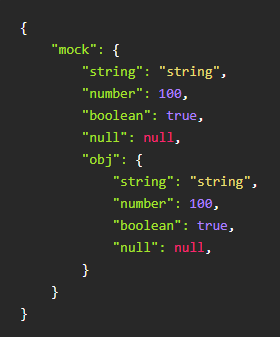 {
    "mock": {
        "string": "string",
        "number": 100,
        "boolean": true,
        "null": null,
        "obj": {
            "string": "string",
            "number": 100,
            "boolean": true,
            "null": null,
        }
    }
}